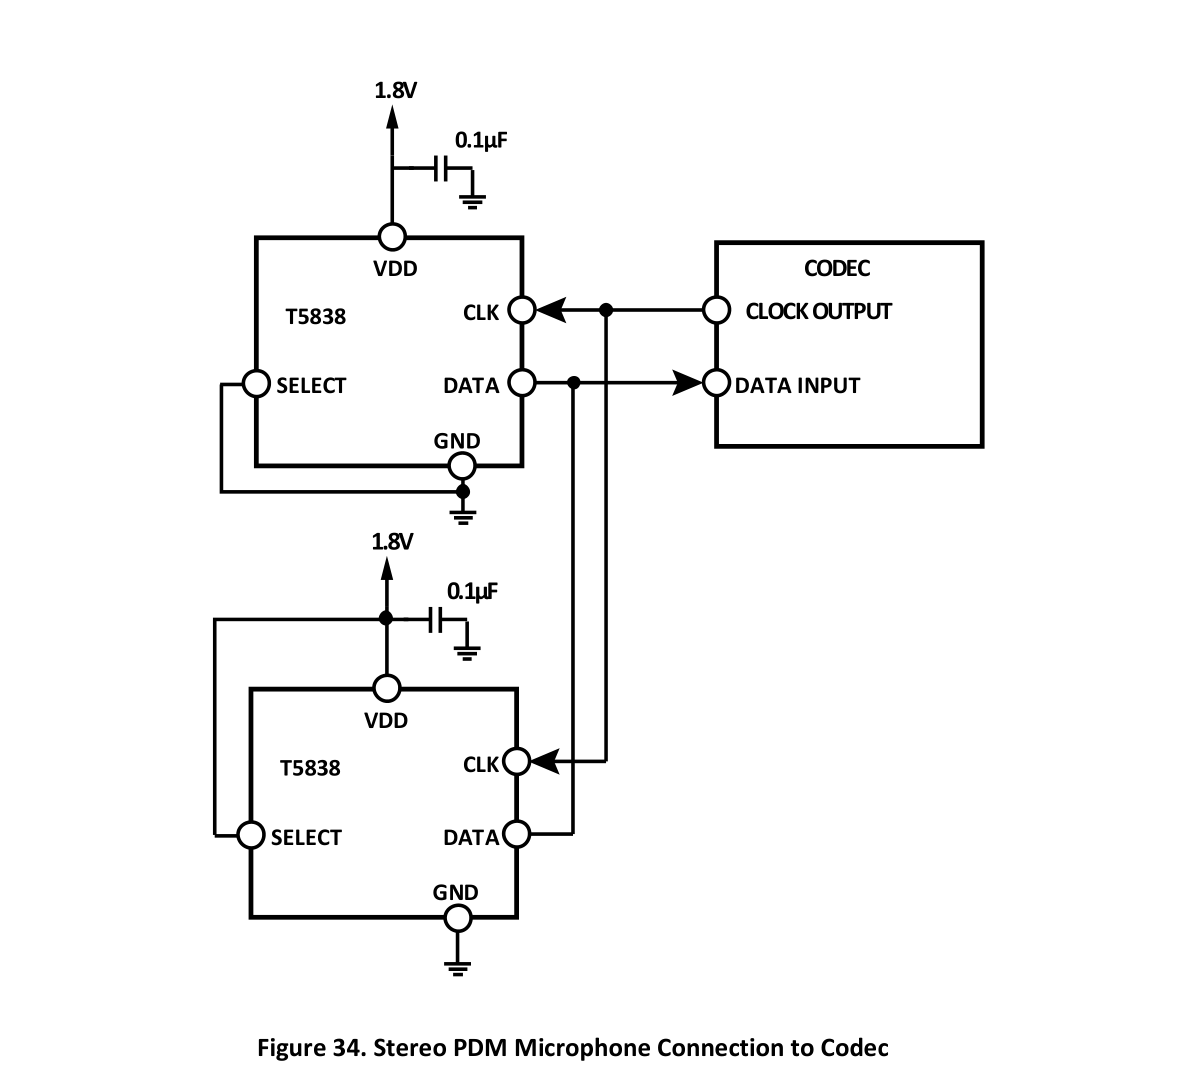 1.8V
0.1µF
VDD
T5838
CLK
SELECT
DATA
GND
CODEC
CLOCK OUTPUT
DATA INPUT
1.8V
0.1µF
VDD
T5838
CLK
SELECT
DATA
GND
Figure 34. Stereo PDM Microphone Connection to Codec